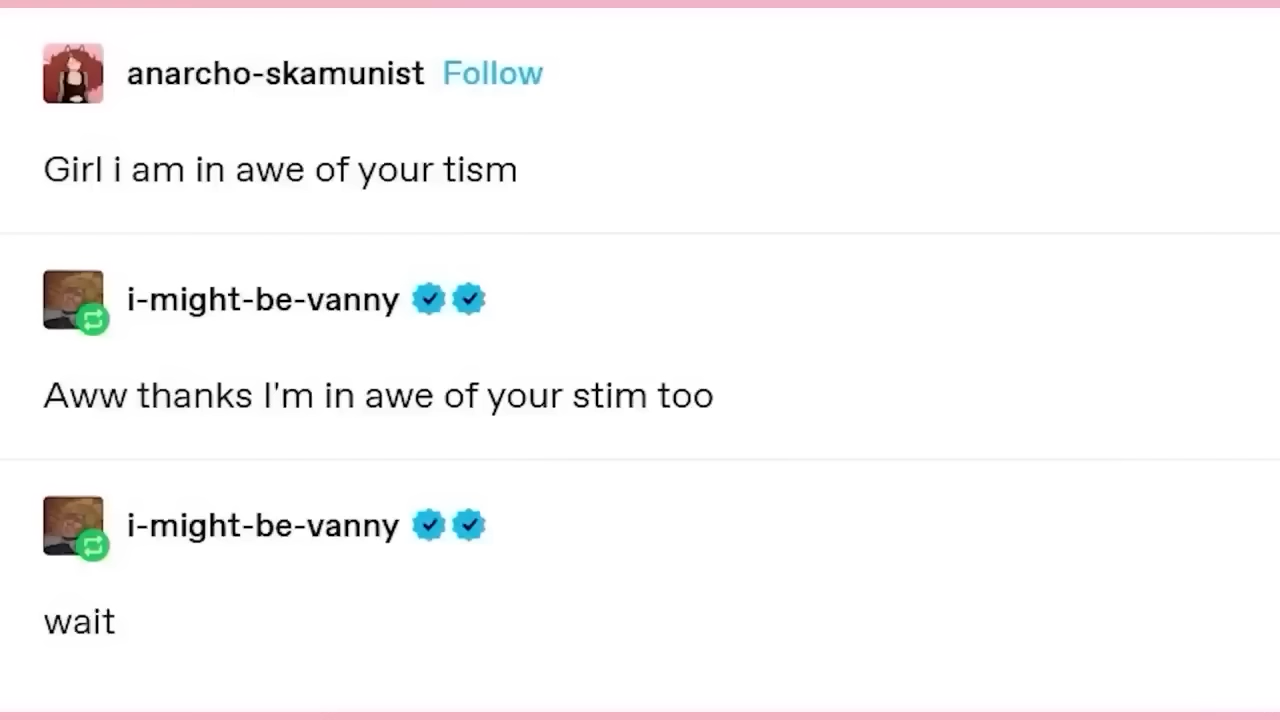 anarcho-skamunist Follow
Girl i am in awe of your tism
i-might-be-vanny
Aww thanks I'm in awe of your stim too
i-might-be-vanny
wait